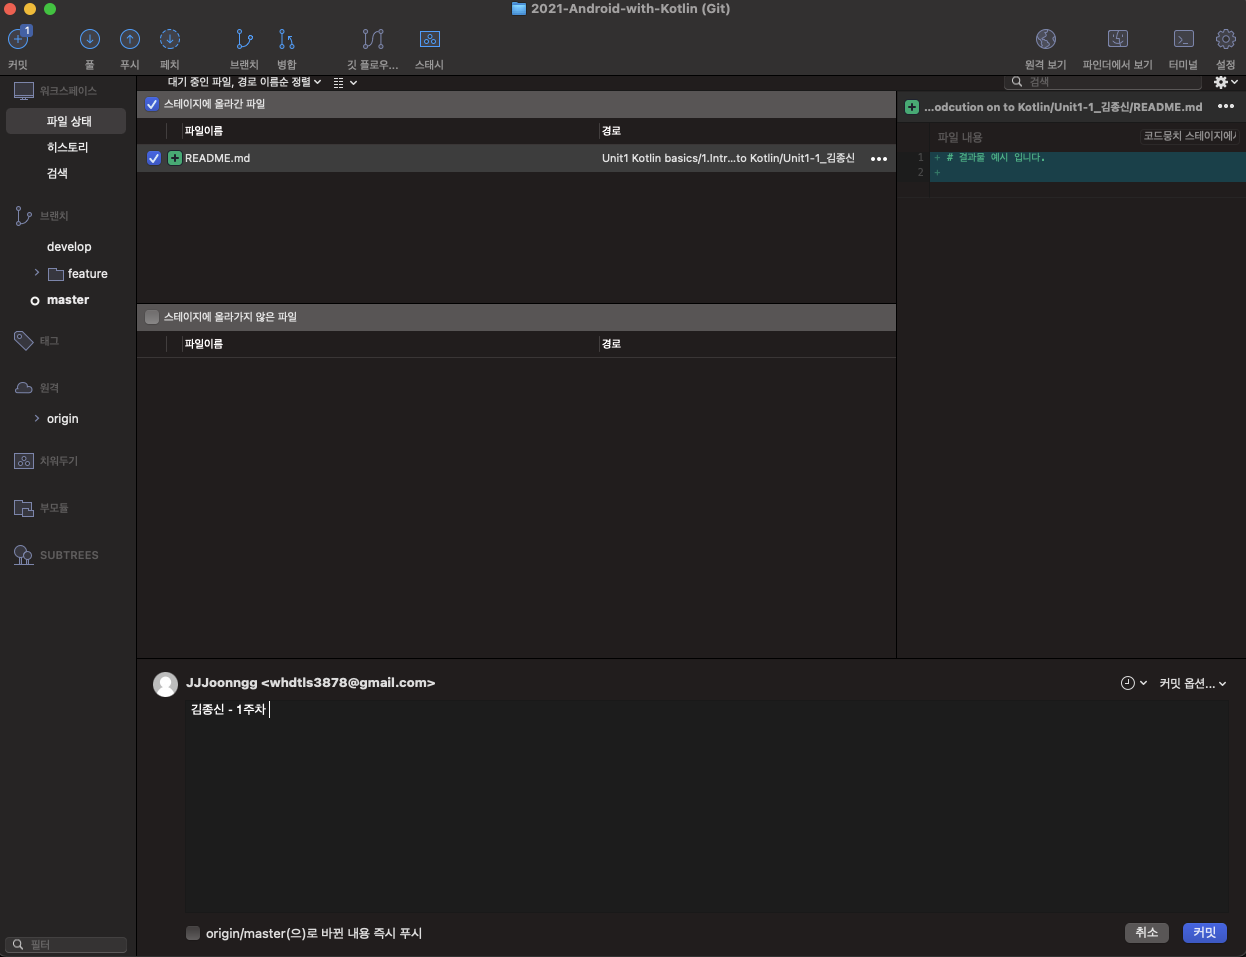 2021-Android-with-Kotlin (Git)
1
커밋 풀 푸시 페치 브랜치 병합 깃 플로우... 스태시 원격 보기 파인더에서 보기 터미널 설정
워크스페이스
파일 상태
히스토리
검색
브랜치
develop
feature
master
태그
원격
origin
치워두기
부모듈
SUBTREES
필터
대기 중인 파일, 경로 이름순 정렬
검색
스테이지에 올라간 파일
파일이름 경로
README.md Unit1 Kotlin basics/1.Intr...to Kotlin/Unit1-1_김종신
스테이지에 올라가지 않은 파일
파일이름 경로
...odcution on to Kotlin/Unit1-1_김종신/README.md
파일 내용 코드뭉치 스테이지에서
1 + # 결과물 예시 입니다.
2 +
JJJoonngg <whdtls3878@gmail.com>
커밋 옵션...
김종신 - 1주차
origin/master(으)로 바뀐 내용 즉시 푸시
취소 커밋